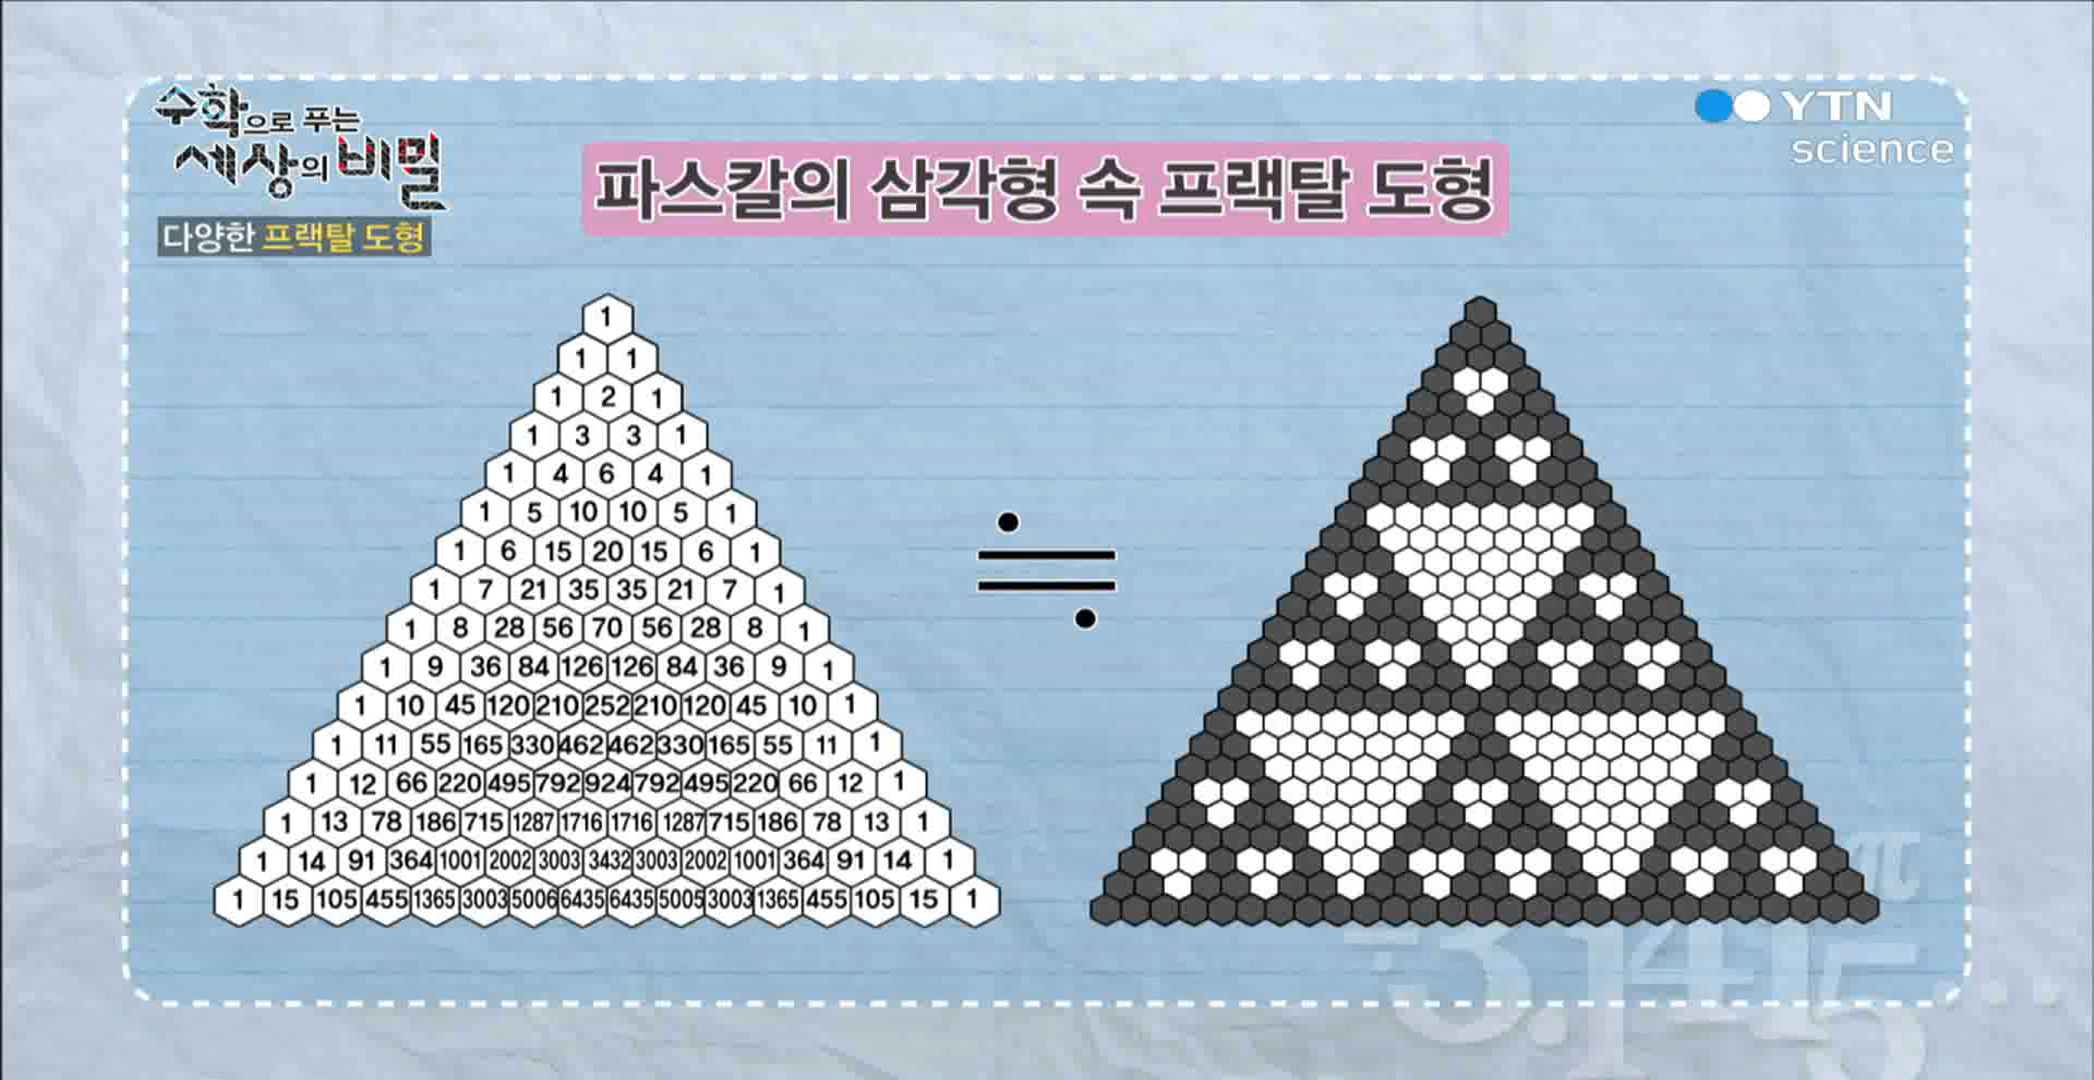 수학으로 푸는
세상의 비밀
다양한 프랙탈 도형
YTN
science
파스칼의 삼각형 속 프랙탈 도형
1
1 1
1 2 1
1 3 3 1
1 4 6 4 1
1 5 10 10 5 1
1 6 15 20 15 6 1
1 7 21 35 35 21 7 1
1 8 28 56 70 56 28 8 1
1 9 36 84 126 126 84 36 9 1
1 10 45 120 210 252 210 120 45 10 1
1 11 55 165 330 462 462 330 165 55 11 1
1 12 66 220 495 792 924 792 495 220 66 12 1
1 13 78 186 715 1287 1716 1716 1287 715 186 78 13 1
1 14 91 364 1001 2002 3003 3432 3003 2002 1001 364 91 14 1
1 15 105 455 1365 3003 5006 6435 6435 5005 3003 1365 455 105 15 1
≒
π
3.1415...